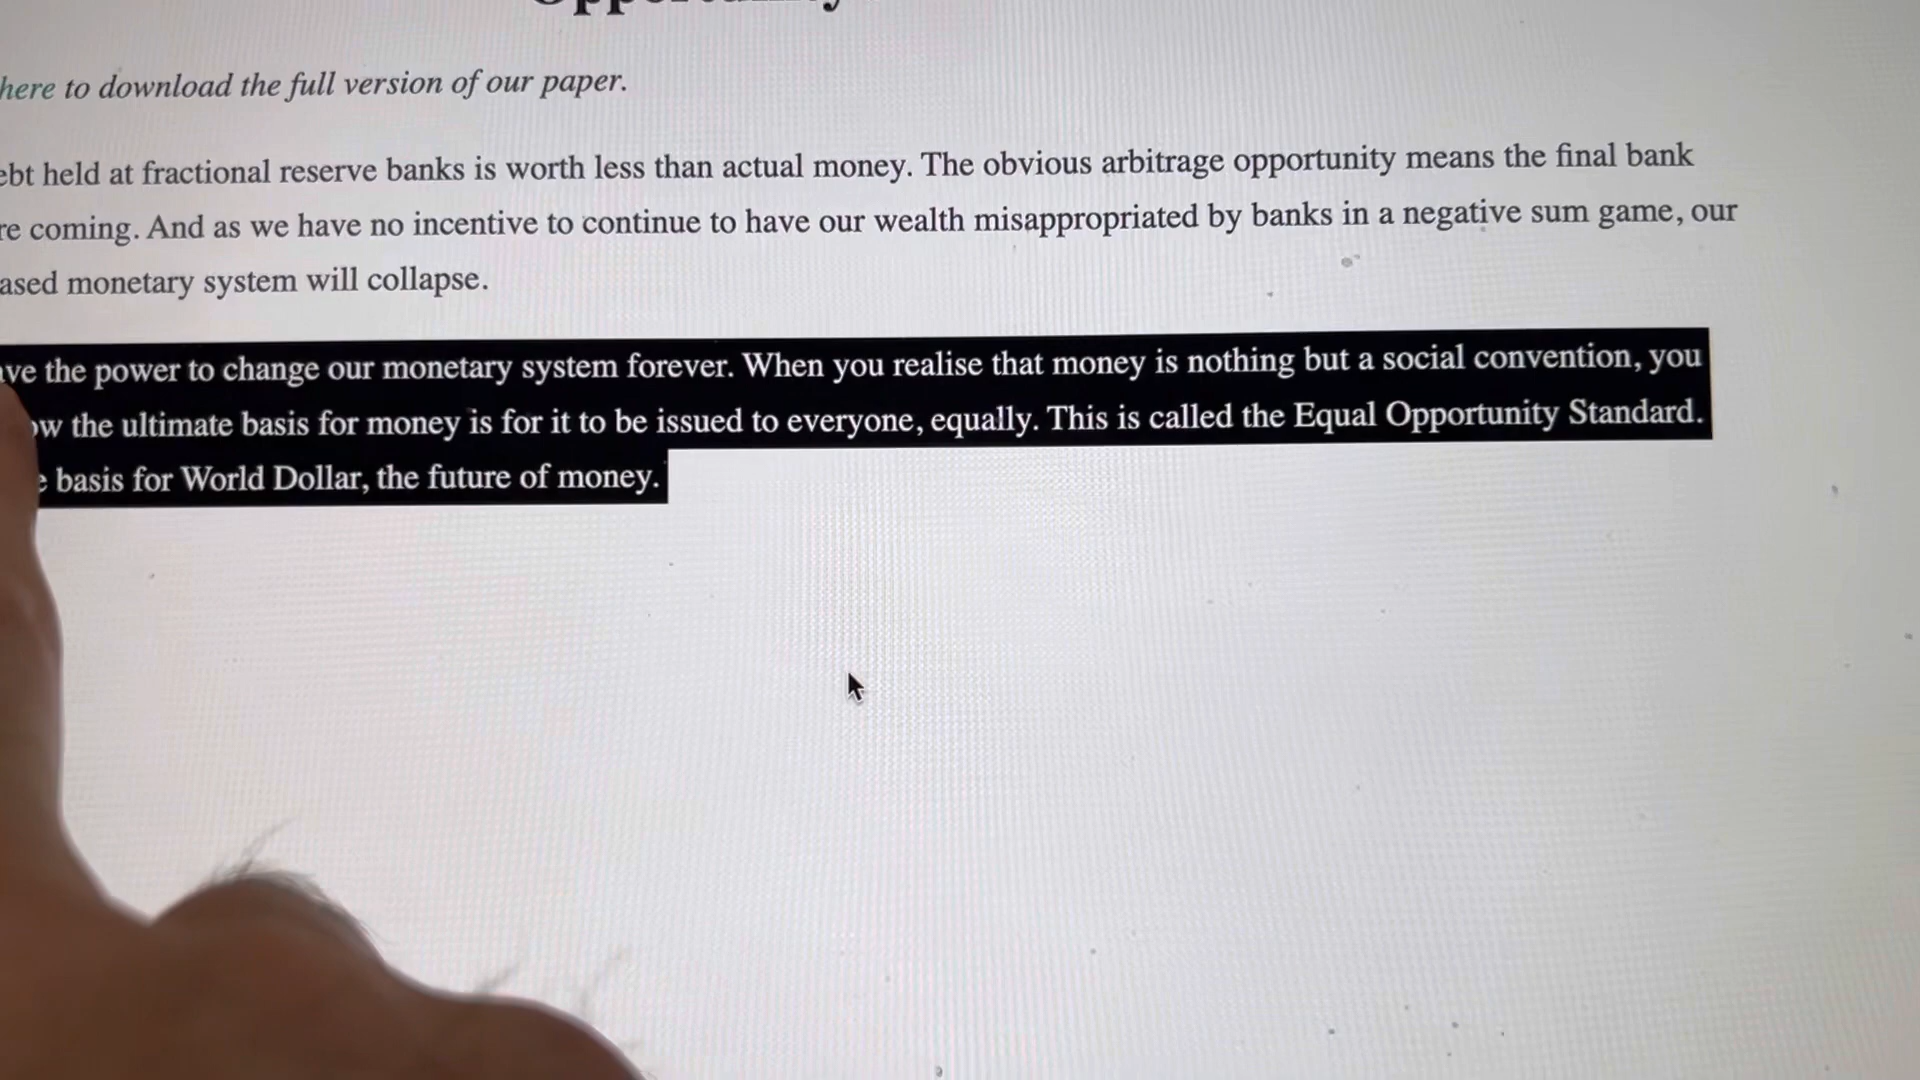 Opportunity
here to download the full version of our paper.
held at fractional reserve banks is worth less than actual money. The obvious arbitrage opportunity means the final bank
coming. And as we have no incentive to continue to have our wealth misappropriated by banks in a negative sum game, our
monetary system will collapse.
the power to change our monetary system forever. When you realise that money is nothing but a social convention, you
the ultimate basis for money is for it to be issued to everyone, equally. This is called the Equal Opportunity Standard.
basis for World Dollar, the future of money.